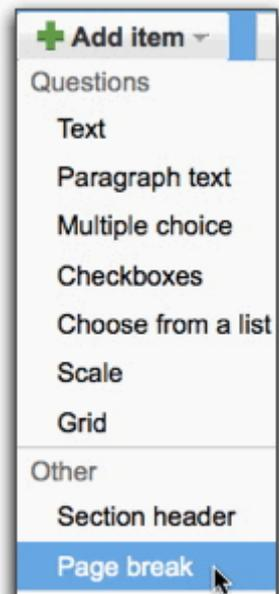 Add item
Questions
Text
Paragraph text
Multiple choice
Checkboxes
Choose from a list
Scale
Grid
Other
Section header
Page break